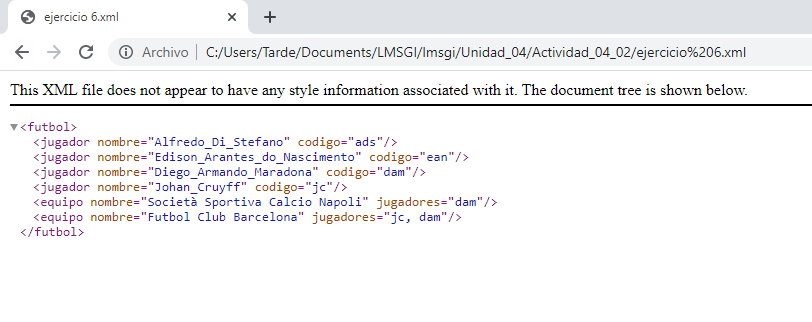 ejercicio 6.xml
Archivo C:/Users/Tarde/Documents/LMSGI/lmsgi/Unidad_04/Actividad_04_02/ejercicio%206.xml
This XML file does not appear to have any style information associated with it. The document tree is shown below.
<futbol>
<jugador nombre="Alfredo_Di_Stefano" codigo="ads"/>
<jugador nombre="Edison_Arantes_do_Nascimento" codigo="ean"/>
<jugador nombre="Diego_Armando_Maradona" codigo="dam"/>
<jugador nombre="Johan_Cruyff" codigo="jc"/>
<equipo nombre="Società Sportiva Calcio Napoli" jugadores="dam"/>
<equipo nombre="Futbol Club Barcelona" jugadores="jc, dam"/>
</futbol>